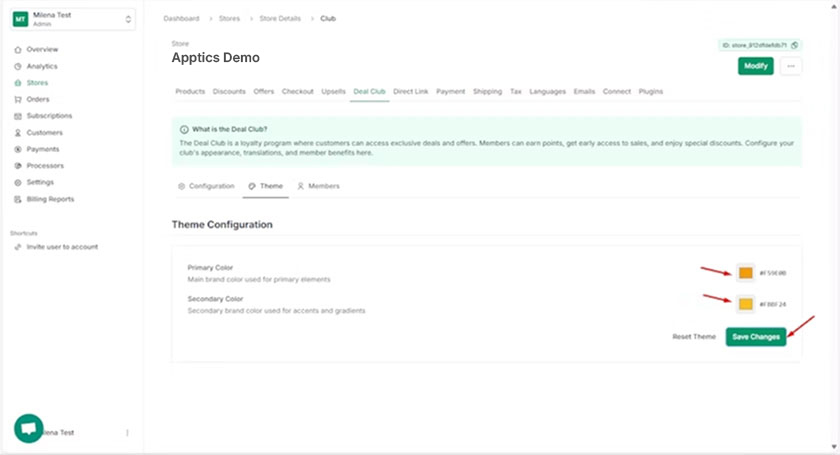 MT
Milena Test
Admin
Overview
Analytics
Stores
Orders
Subscriptions
Customers
Payments
Processors
Settings
Billing Reports
Shortcuts
Invite user to account
Milena Test
Dashboard > Stores > Store Details > Club
Store
Apptics Demo
Modify
Products Discounts Offers Checkout Upsells Deal Club Direct Link Payment Shipping Tax Languages Emails Connect Plugins
What is the Deal Club?
The Deal Club is a loyalty program where customers can access exclusive deals and offers. Members can earn points, get early access to sales, and enjoy special discounts. Configure your
club's appearance, translations, and member benefits here.
Configuration Theme Members
Theme Configuration
Primary Color
Main brand color used for primary elements
#F59E0B
Secondary Color
Secondary brand color used for accents and gradients
#FBBF24
Reset Theme Save Changes